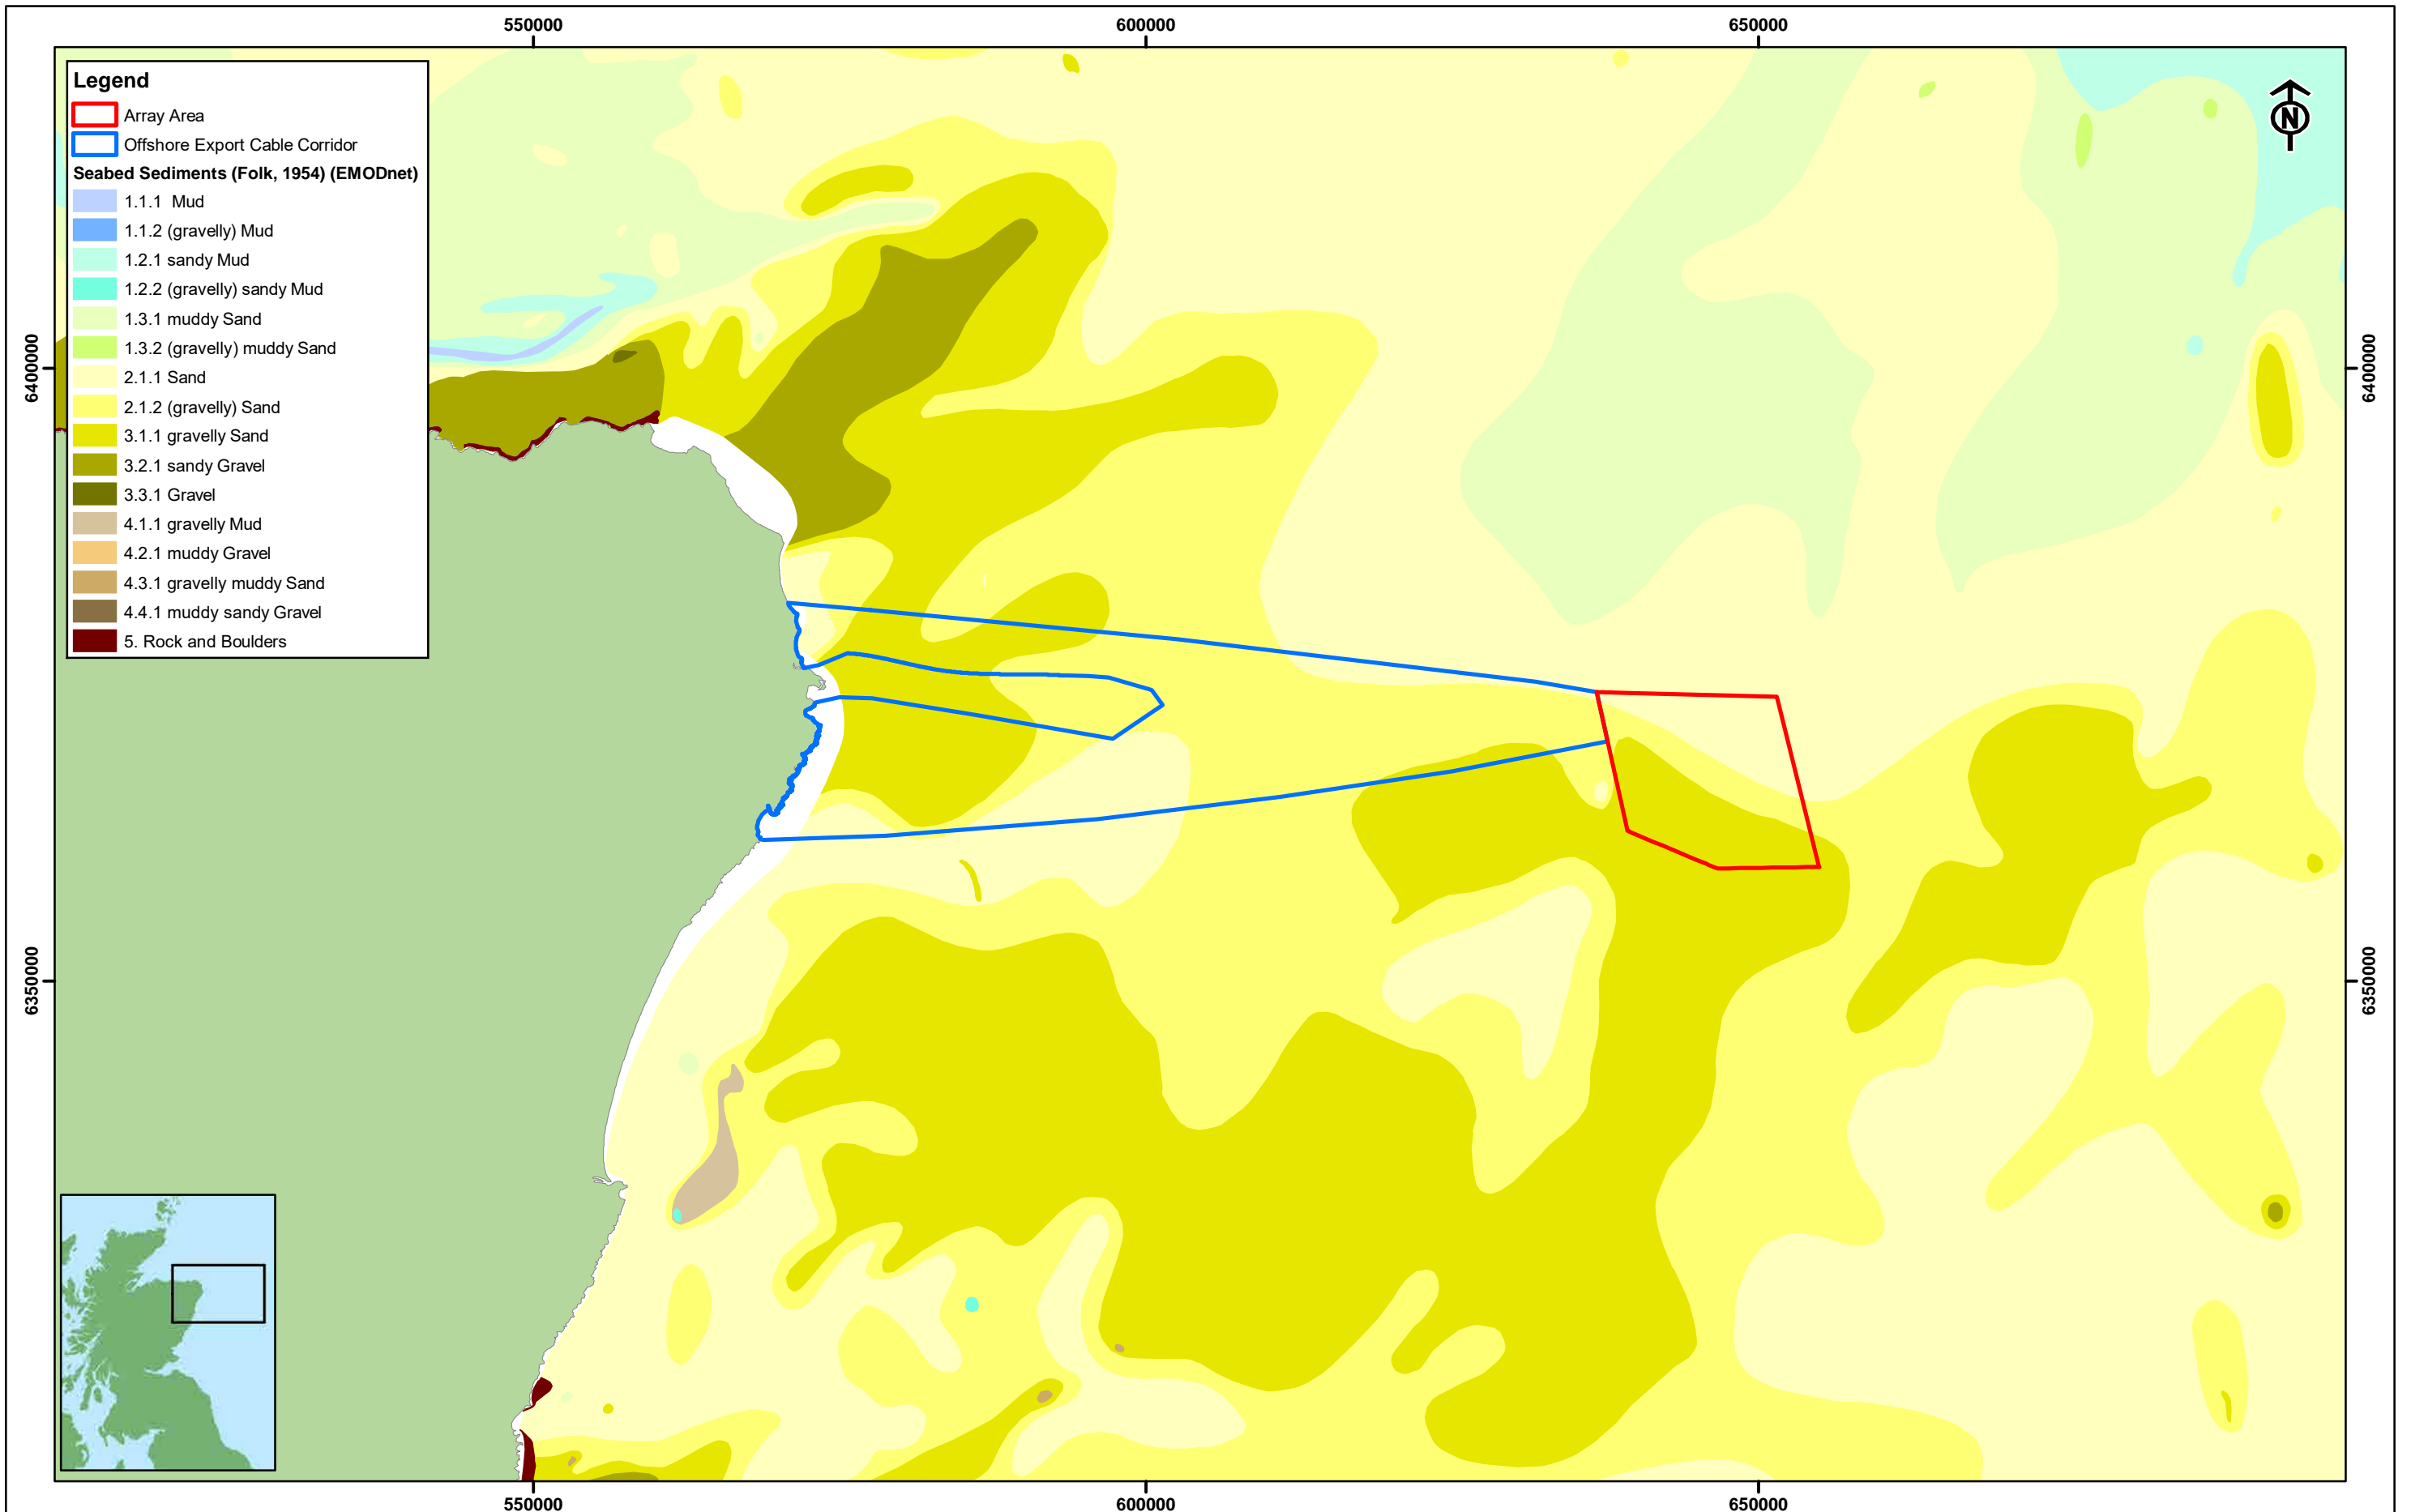 550000
600000
650000
Legend
Array Area
Offshore Export Cable Corridor
Seabed Sediments (Folk, 1954) (EMODnet)
1.1.1 Mud
1.1.2 (gravelly) Mud
1.2.1 sandy Mud
1.2.2 (gravelly) sandy Mud
1.3.1 muddy Sand
1.3.2 (gravelly) muddy Sand
2.1.1 Sand
2.1.2 (gravelly) Sand
3.1.1 gravelly Sand
3.2.1 sandy Gravel
3.3.1 Gravel
4.1.1 gravelly Mud
4.2.1 muddy Gravel
4.3.1 gravelly muddy Sand
4.4.1 muddy sandy Gravel
5. Rock and Boulders
N
6400000
6400000
6350000
6350000
550000
600000
650000